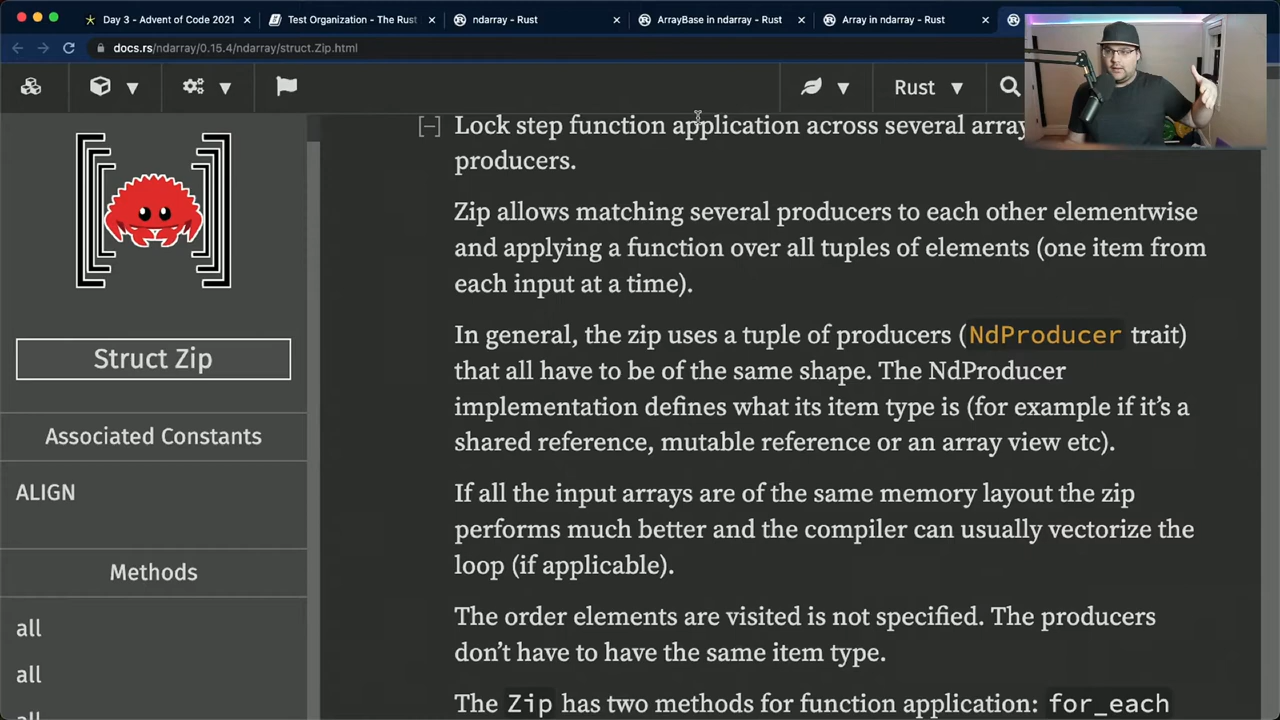 Day 3 - Advent of Code 2021
Test Organization - The Rust
ndarray - Rust
ArrayBase in ndarray - Rust
Array in ndarray - Rust
docs.rs/ndarray/0.15.4/ndarray/struct.Zip.html
Rust
Struct Zip
Associated Constants
ALIGN
Methods
all
all
[−] Lock step function application across several
producers.
Zip allows matching several producers to each other elementwise
and applying a function over all tuples of elements (one item from
each input at a time).
In general, the zip uses a tuple of producers (NdProducer trait)
that all have to be of the same shape. The NdProducer
implementation defines what its item type is (for example if it’s a
shared reference, mutable reference or an array view etc).
If all the input arrays are of the same memory layout the zip
performs much better and the compiler can usually vectorize the
loop (if applicable).
The order elements are visited is not specified. The producers
don’t have to have the same item type.
The Zip has two methods for function application: for_each